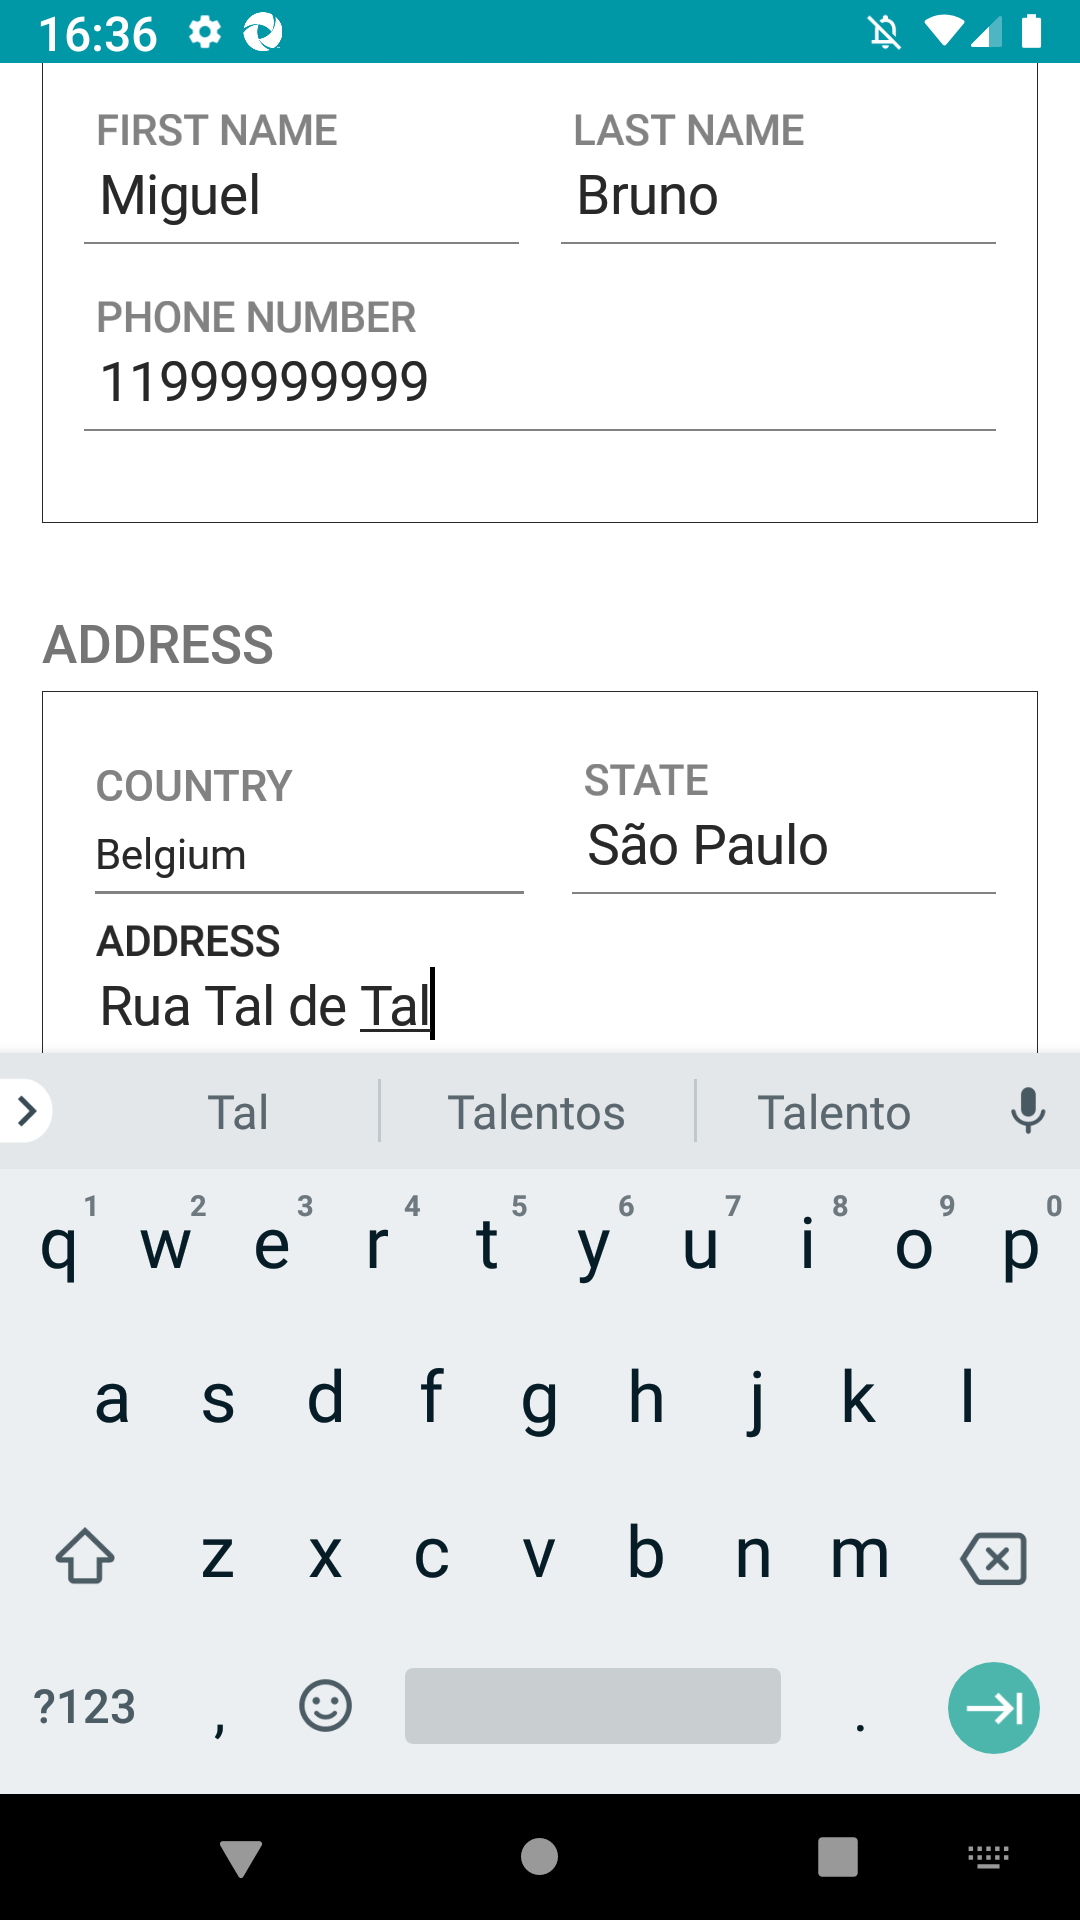 16:36
FIRST NAME LAST NAME
Miguel Bruno
PHONE NUMBER
11999999999
ADDRESS
COUNTRY STATE
Belgium São Paulo
ADDRESS
Rua Tal de Tal
Tal Talentos Talento
1 2 3 4 5 6 7 8 9 0
q w e r t y u i o p
a s d f g h j k l
z x c v b n m
?123 , .